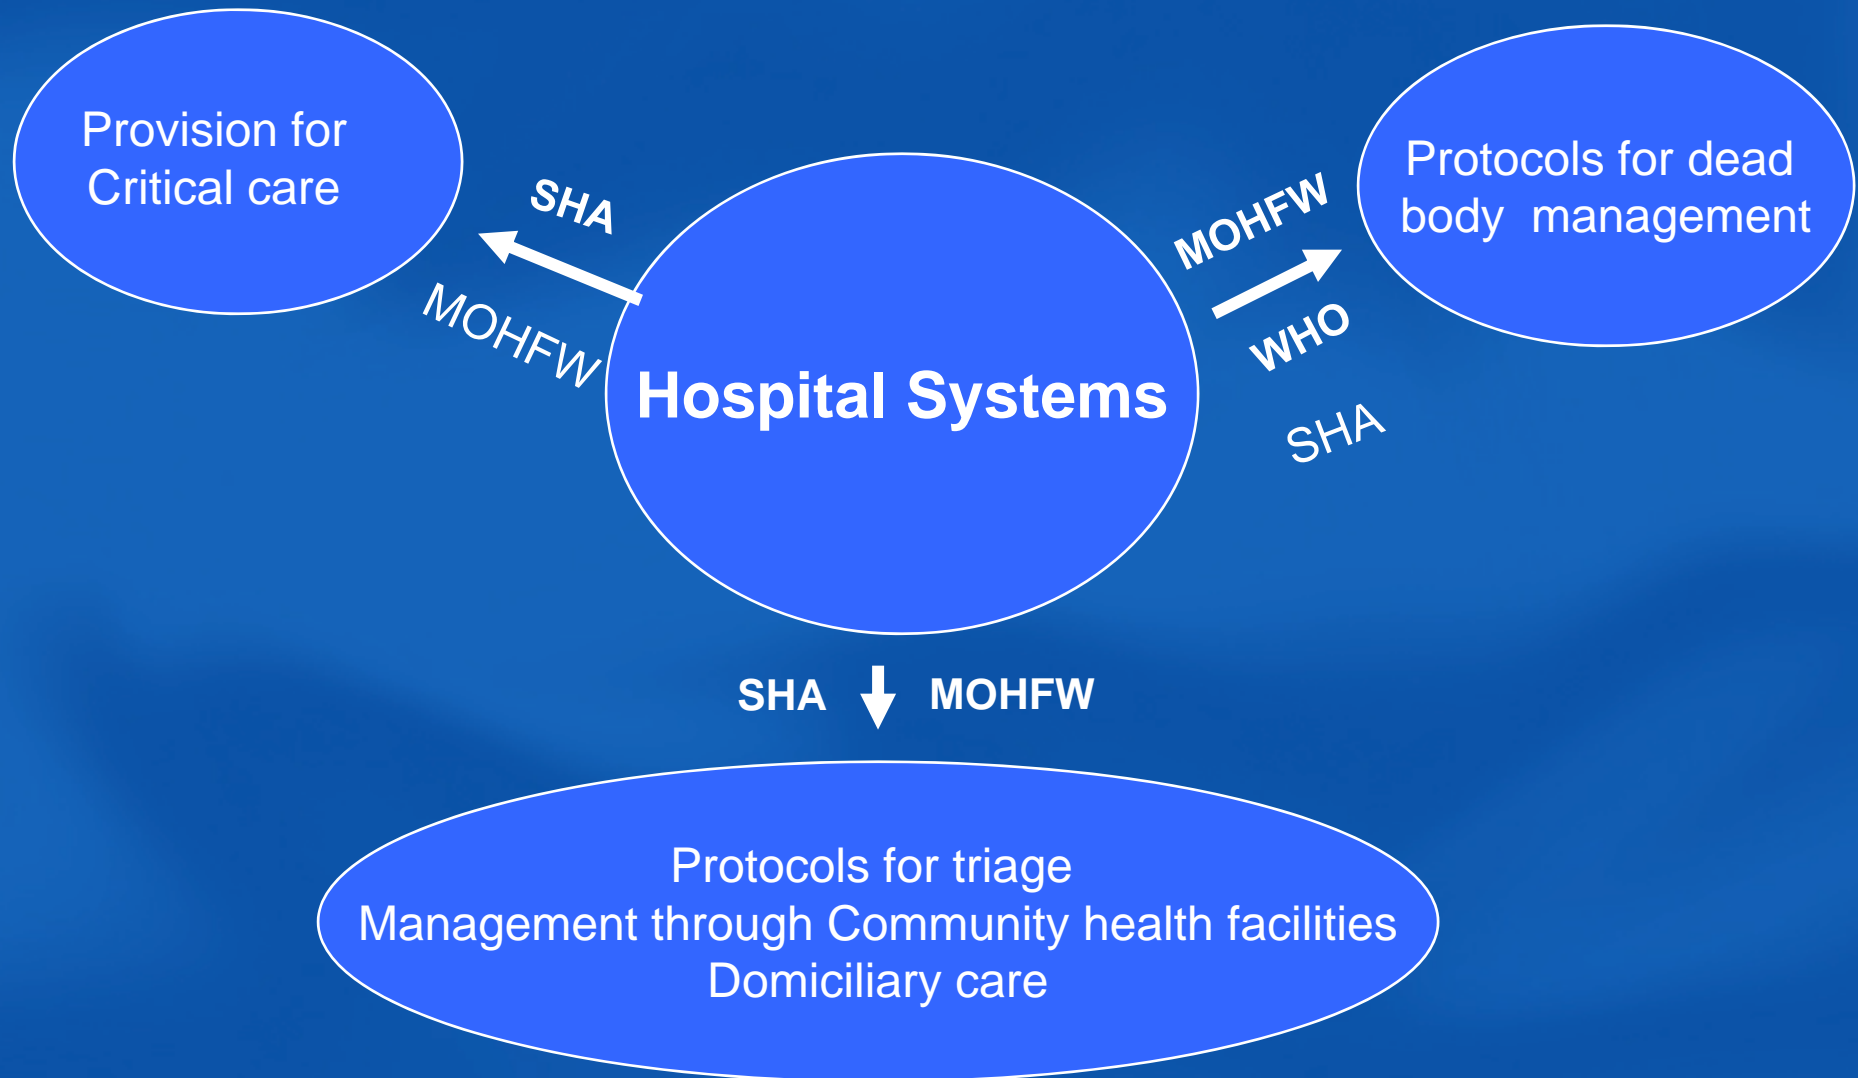 Provision for
Critical care
SHA
MOHFW
Hospital Systems
MOHFW
WHO
SHA
Protocols for dead
body management
SHA MOHFW
Protocols for triage
Management through Community health facilities
Domiciliary care